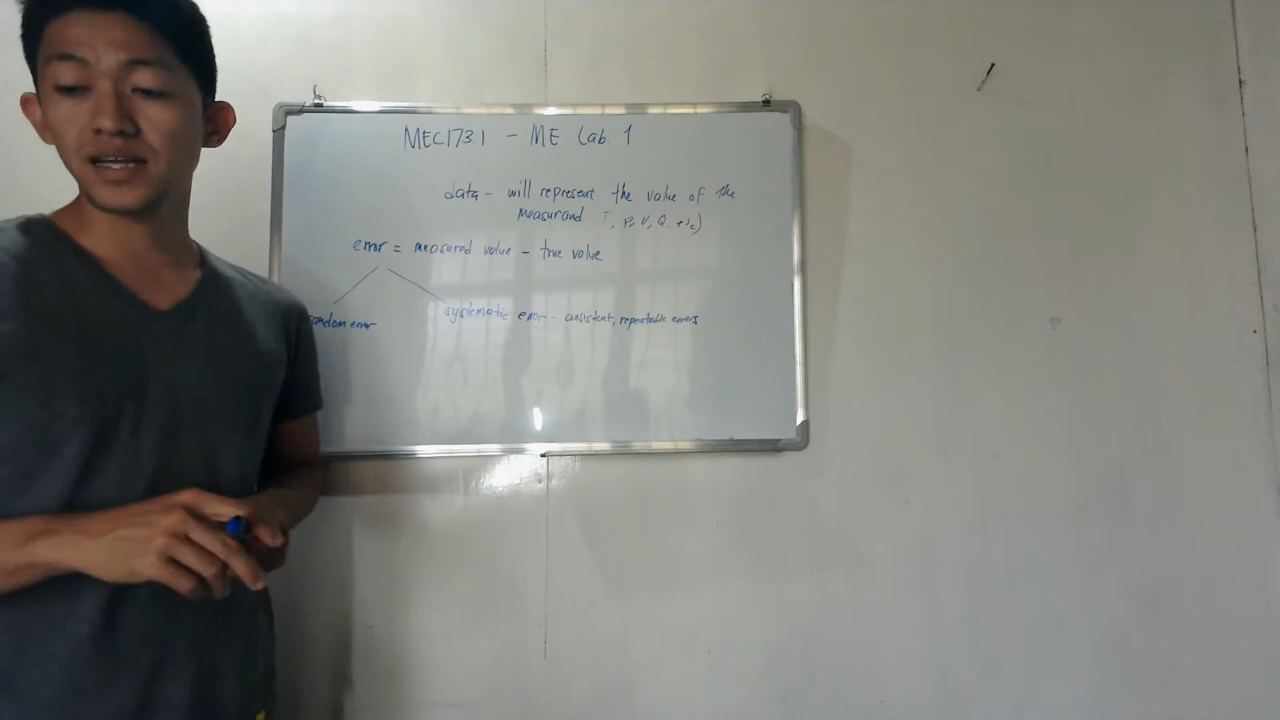 MEC173.1 - ME Lab 1
data - will represent the value of the
measurand T, P, V, Q,
error = measured value - true value
random error
systematic error - consistent, repeatable errors